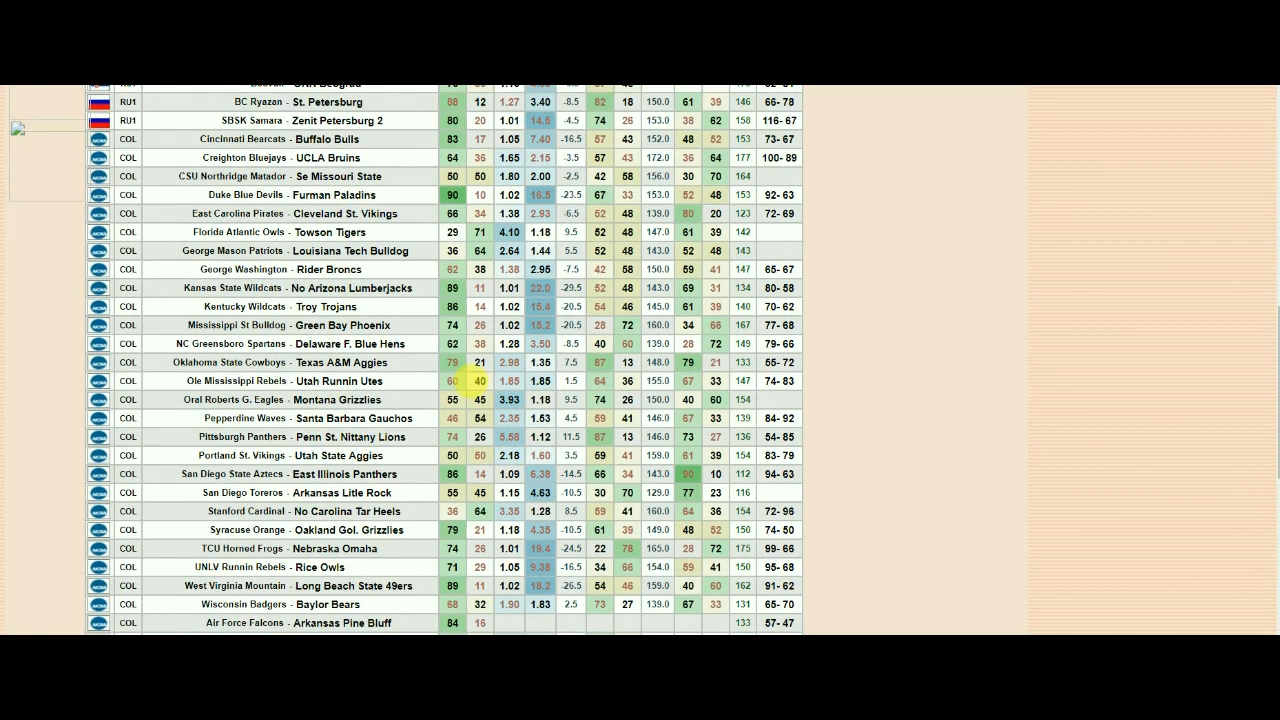 RU1 BC Ryazan - St. Petersburg 88 12 1.27 3.40 -8.5 82 18 150.0 61 39 146 66- 78
RU1 SBSK Samara - Zenit Petersburg 2 80 20 1.01 14.5 -4.5 74 26 153.0 38 62 158 116- 67
COL Cincinnati Bearcats - Buffalo Bulls 83 17 1.05 7.40 -16.5 57 43 152.0 48 52 153 73- 67
COL Creighton Bluejays - UCLA Bruins 64 36 1.65 2.15 -3.5 57 43 172.0 36 64 177 100- 89
COL CSU Northridge Matador - Se Missouri State 50 50 1.80 2.00 -2.5 42 58 156.0 30 70 164
COL Duke Blue Devils - Furman Paladins 90 10 1.02 16.5 -23.5 67 33 153.0 52 48 153 92- 63
COL East Carolina Pirates - Cleveland St. Vikings 66 34 1.38 2.93 -6.5 52 48 139.0 80 20 123 72- 69
COL Florida Atlantic Owls - Towson Tigers 29 71 4.10 1.18 9.5 52 48 147.0 61 39 142
COL George Mason Patriots - Louisiana Tech Bulldog 36 64 2.64 1.44 5.5 52 48 143.0 52 48 143
COL George Washington - Rider Broncs 62 38 1.38 2.95 -7.5 42 58 150.0 59 41 147 65- 67
COL Kansas State Wildcats - No Arizona Lumberjacks 89 11 1.01 22.0 -29.5 52 48 143.0 69 31 134 80- 58
COL Kentucky Wildcats - Troy Trojans 86 14 1.02 15.4 -20.5 54 46 145.0 61 39 140 70- 62
COL Mississippi St Bulldog - Green Bay Phoenix 74 26 1.02 15.2 -20.5 28 72 160.0 34 66 167 77- 68
COL NC Greensboro Spartans - Delaware F. Blue Hens 62 38 1.28 3.50 -8.5 40 60 139.0 28 72 149 79- 66
COL Oklahoma State Cowboys - Texas A&M Aggies 79 21 2.98 1.35 7.5 87 13 148.0 79 21 133 55- 72
COL Ole Mississippi Rebels - Utah Runnin Utes 60 40 1.85 1.85 1.5 64 36 155.0 67 33 147 74- 83
COL Oral Roberts G. Eagles - Montana Grizzlies 55 45 3.93 1.18 9.5 74 26 150.0 40 60 154
COL Pepperdine Waves - Santa Barbara Gauchos 46 54 2.35 1.53 4.5 59 41 146.0 67 33 139 84- 92
COL Pittsburgh Panthers - Penn St. Nittany Lions 74 26 5.58 1.12 11.5 87 13 146.0 73 27 136 54- 85
COL Portland St. Vikings - Utah State Aggies 50 50 2.18 1.60 3.5 59 41 159.0 61 39 154 83- 79
COL San Diego State Aztecs - East Illinois Panthers 86 14 1.09 6.38 -14.5 66 34 143.0 90 10 112 94- 63
COL San Diego Toreros - Arkansas Litle Rock 55 45 1.15 4.63 -10.5 30 70 129.0 77 23 116
COL Stanford Cardinal - No Carolina Tar Heels 36 64 3.35 1.28 8.5 59 41 160.0 64 36 154 72- 96
COL Syracuse Orange - Oakland Gol. Grizzlies 79 21 1.18 4.35 -10.5 61 39 149.0 48 52 150 74- 50
COL TCU Horned Frogs - Nebraska Omaha 74 26 1.01 19.4 -24.5 22 78 165.0 28 72 175 99- 66
COL UNLV Runnin Rebels - Rice Owls 71 29 1.05 9.38 -16.5 34 66 154.0 59 41 150 95- 68
COL West Virginia Mountain - Long Beach State 49ers 89 11 1.02 18.2 -26.5 54 46 159.0 40 60 162 91- 62
COL Wisconsin Badgers - Baylor Bears 68 32 1.90 1.83 2.5 73 27 139.0 67 33 131 65- 70
COL Air Force Falcons - Arkansas Pine Bluff 84 16 133 57- 47